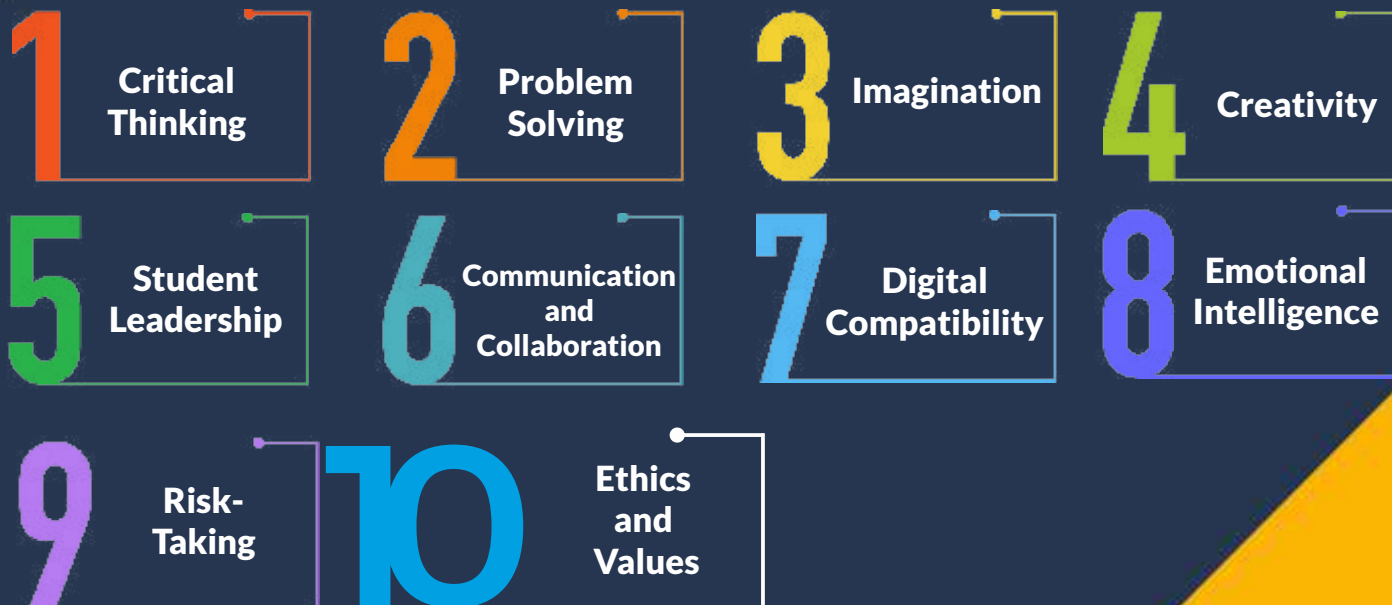 1
Critical
Thinking
2
Problem
Solving
3
Imagination
4
Creativity
5
Student
Leadership
6
Communication
and
Collaboration
7
Digital
Compatibility
8
Emotional
Intelligence
9
Risk-
Taking
10
Ethics
and
Values